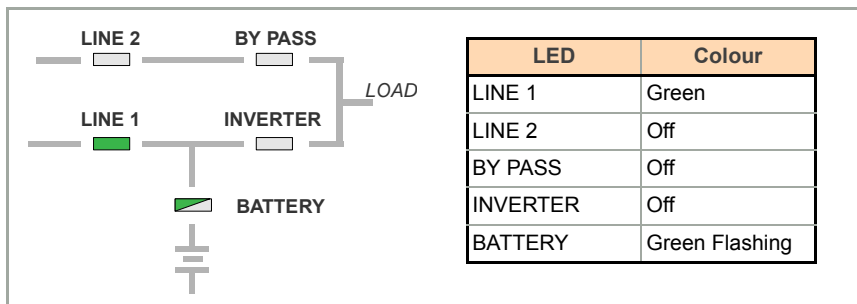 LINE 2 BY PASS
LOAD
LINE 1 INVERTER
BATTERY
LED Colour
LINE 1 Green
LINE 2 Off
BY PASS Off
INVERTER Off
BATTERY Green Flashing